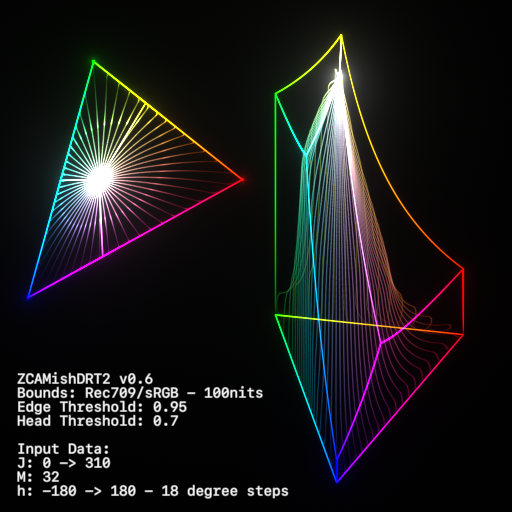 ZCAMishDRT2 v0.6
Bounds: Rec709/sRGB - 100nits
Edge Threshold: 0.95
Head Threshold: 0.7
Input Data:
J: 0 -> 310
M: 32
h: -180 -> 180 - 18 degree steps